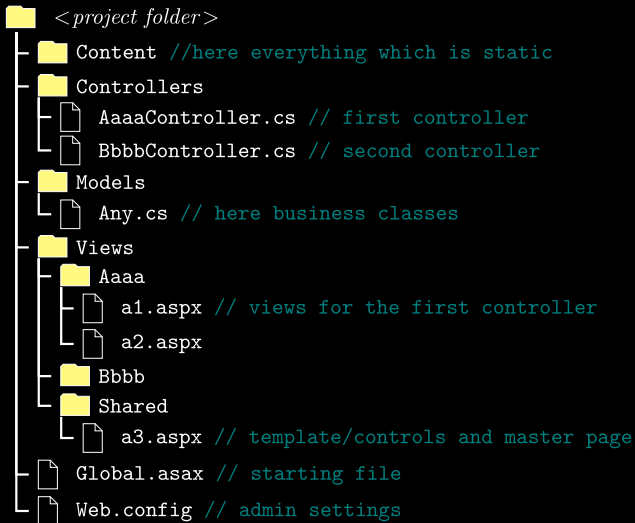 <project folder>
Content //here everything which is static
Controllers
AaaaController.cs // first controller
BbbbController.cs // second controller
Models
Any.cs // here business classes
Views
Aaaa
a1.aspx // views for the first controller
a2.aspx
Bbbb
Shared
a3.aspx // template/controls and master page
Global.asax // starting file
Web.config // admin settings